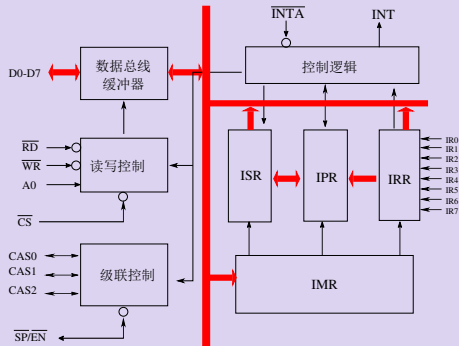 INTA
INT
D0-D7
数据总线
缓冲器
控制逻辑
RD
WR
A0
读写控制
CS
ISR
IPR
IRR
IR0
IR1
IR2
IR3
IR4
IR5
IR6
IR7
CAS0
CAS1
CAS2
级联控制
IMR
SP/EN